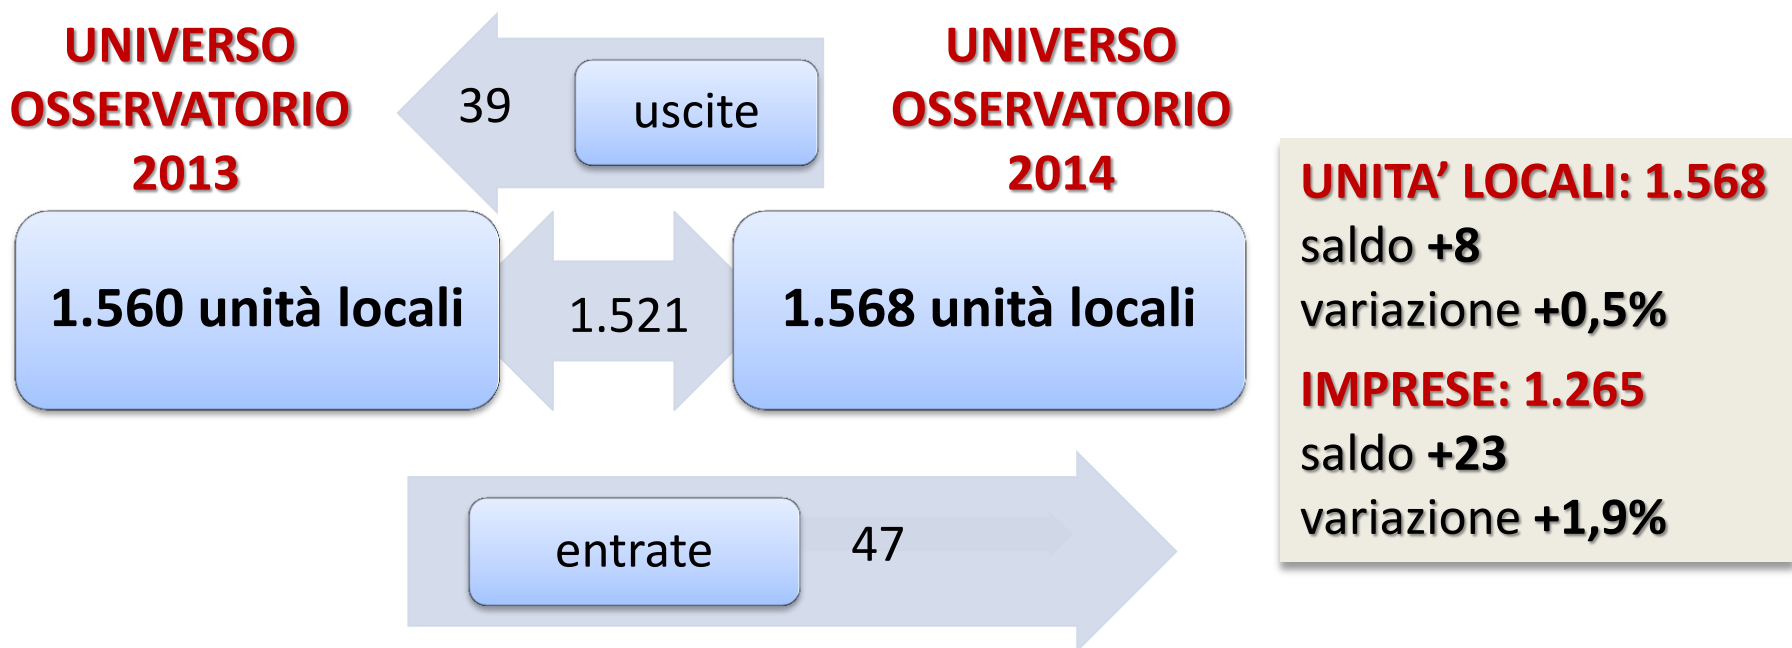 UNIVERSO
OSSERVATORIO
2013
39
uscite
UNIVERSO
OSSERVATORIO
2014
1.560 unità locali
1.521
1.568 unità locali
entrate
47
UNITA’ LOCALI: 1.568
saldo +8
variazione +0,5%
IMPRESE: 1.265
saldo +23
variazione +1,9%